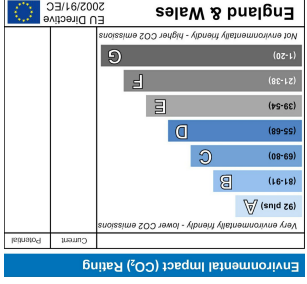 Environmental Impact (CO₂) Rating
Current Potential
Very environmentally friendly - lower CO2 emissions
(92 plus) A
(81-91) B
(69-80) C
(55-68) D
(39-54) E
(21-38) F
(1-20) G
Not environmentally friendly - higher CO2 emissions
England & Wales
EU Directive
2002/91/EC